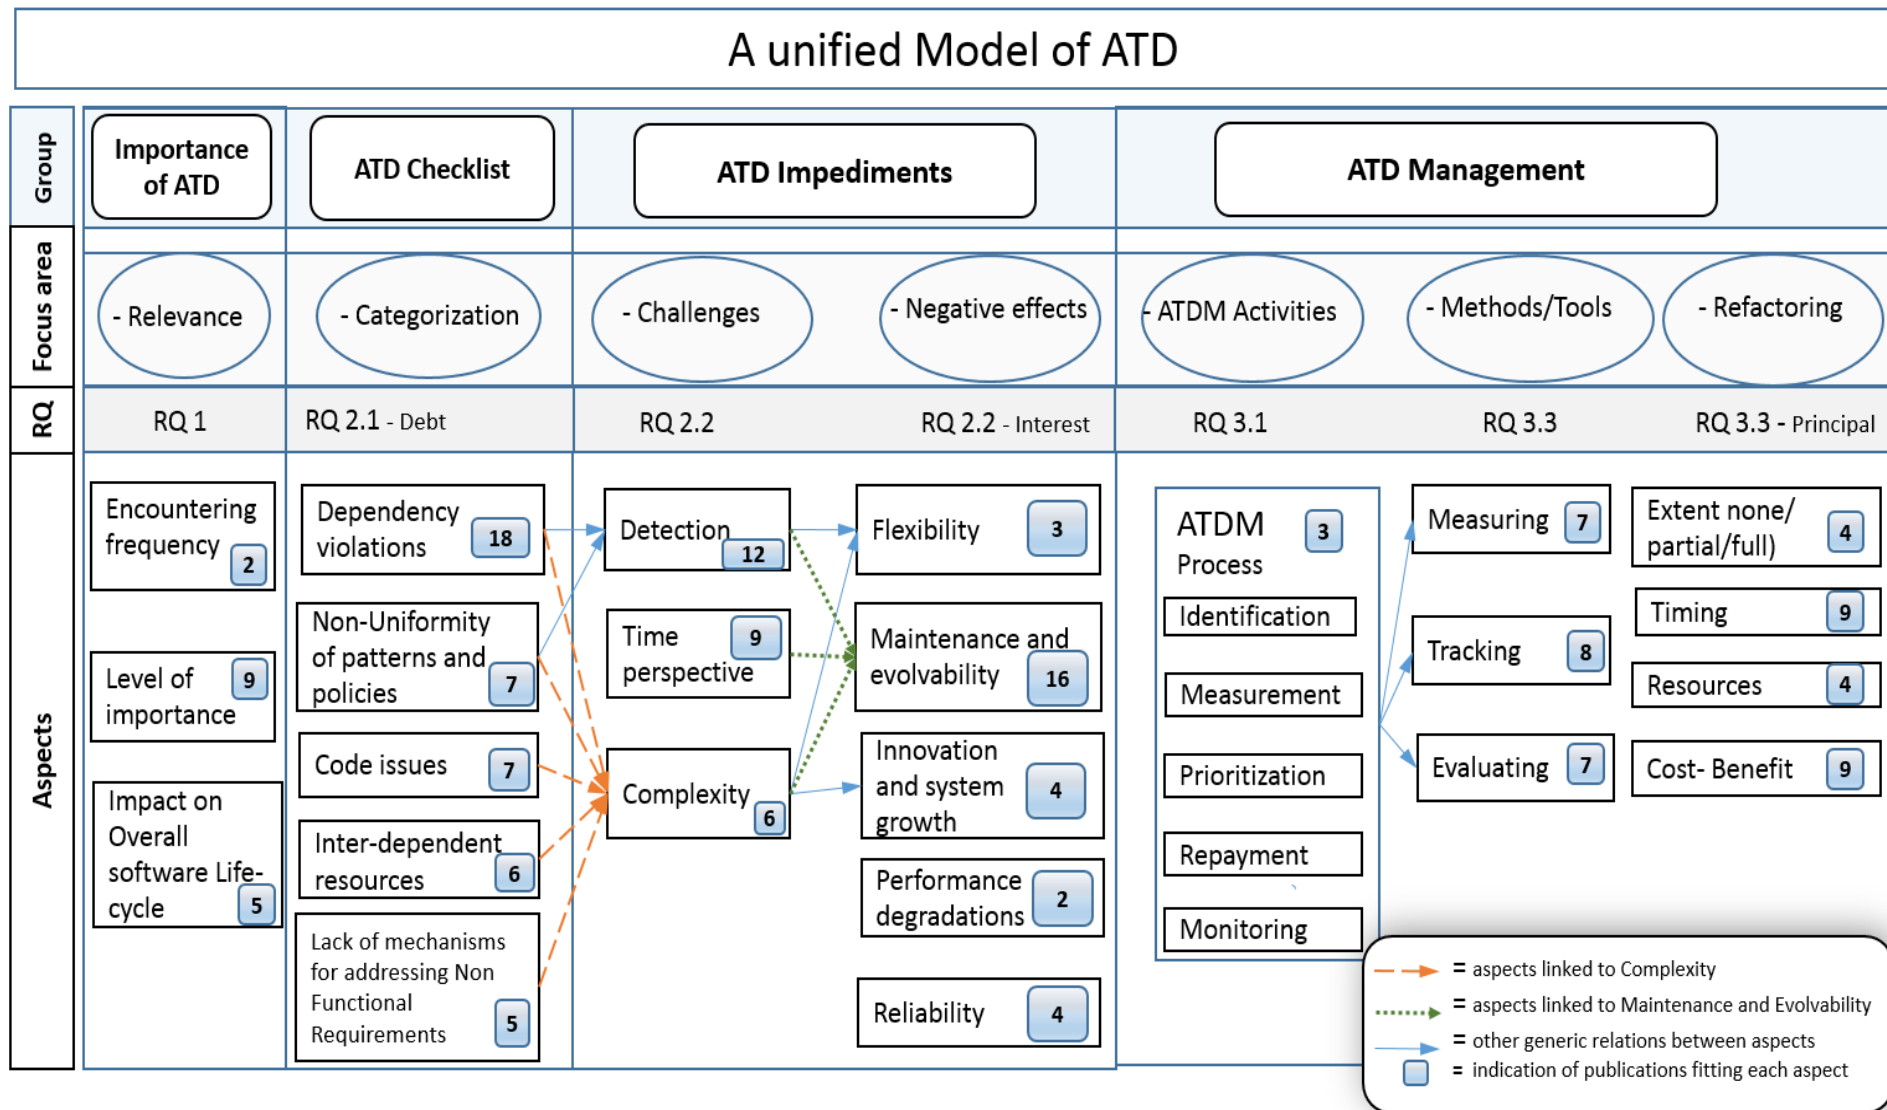 A unified Model of ATD
Group
Importance
of ATD
ATD Checklist
ATD Impediments
ATD Management
Focus area
- Relevance
- Categorization
- Challenges
- Negative effects
- ATDM Activities
- Methods/Tools
- Refactoring
RQ
RQ 1
RQ 2.1 - Debt
RQ 2.2
RQ 2.2 - Interest
RQ 3.1
RQ 3.3
RQ 3.3 - Principal
Aspects
Encountering
frequency
2
Level of
importance
9
Impact on
Overall
software Life-
cycle
5
Dependency
violations
18
Non-Uniformity
of patterns and
policies
7
Code issues
7
Inter-dependent
resources
6
Lack of mechanisms
for addressing Non
Functional
Requirements
5
Detection
12
Time
perspective
9
Complexity
6
Flexibility
3
Maintenance and
evolvability
16
Innovation
and system
growth
4
Performance
degradations
2
Reliability
4
ATDM
Process
3
Identification
Measurement
Prioritization
Repayment
Monitoring
Measuring
7
Tracking
8
Evaluating
7
Extent none/
partial/full)
4
Timing
9
Resources
4
Cost- Benefit
9
= aspects linked to Complexity
= aspects linked to Maintenance and Evolvability
= other generic relations between aspects
= indication of publications fitting each aspect